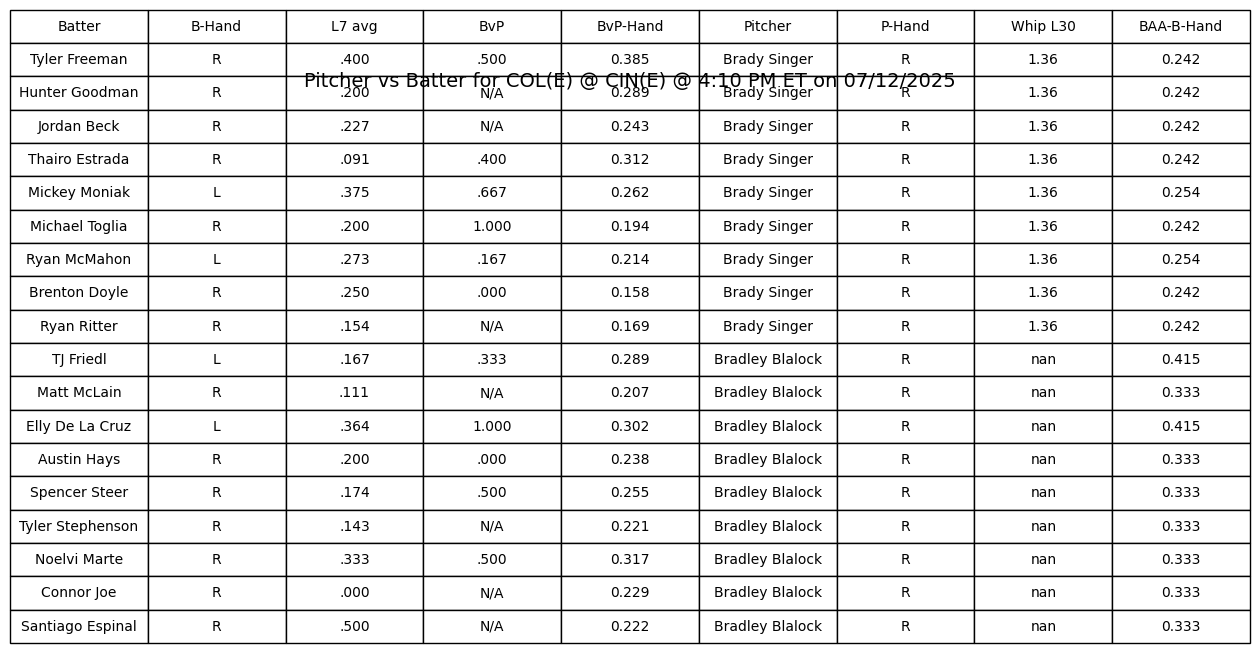 Batter B-Hand L7 avg BvP BvP-Hand Pitcher P-Hand Whip L30 BAA-B-Hand
Tyler Freeman R .400 .500 0.385 Brady Singer R 1.36 0.242
Pitcher vs Batter for COL(E) @ CIN(E) @ 4:10 PM ET on 07/12/2025
Hunter Goodman R .200 N/A 0.289 Brady Singer R 1.36 0.242
Jordan Beck R .227 N/A 0.243 Brady Singer R 1.36 0.242
Thairo Estrada R .091 .400 0.312 Brady Singer R 1.36 0.242
Mickey Moniak L .375 .667 0.262 Brady Singer R 1.36 0.254
Michael Toglia R .200 1.000 0.194 Brady Singer R 1.36 0.242
Ryan McMahon L .273 .167 0.214 Brady Singer R 1.36 0.254
Brenton Doyle R .250 .000 0.158 Brady Singer R 1.36 0.242
Ryan Ritter R .154 N/A 0.169 Brady Singer R 1.36 0.242
TJ Friedl L .167 .333 0.289 Bradley Blalock R nan 0.415
Matt McLain R .111 N/A 0.207 Bradley Blalock R nan 0.333
Elly De La Cruz L .364 1.000 0.302 Bradley Blalock R nan 0.415
Austin Hays R .200 .000 0.238 Bradley Blalock R nan 0.333
Spencer Steer R .174 .500 0.255 Bradley Blalock R nan 0.333
Tyler Stephenson R .143 N/A 0.221 Bradley Blalock R nan 0.333
Noelvi Marte R .333 .500 0.317 Bradley Blalock R nan 0.333
Connor Joe R .000 N/A 0.229 Bradley Blalock R nan 0.333
Santiago Espinal R .500 N/A 0.222 Bradley Blalock R nan 0.333